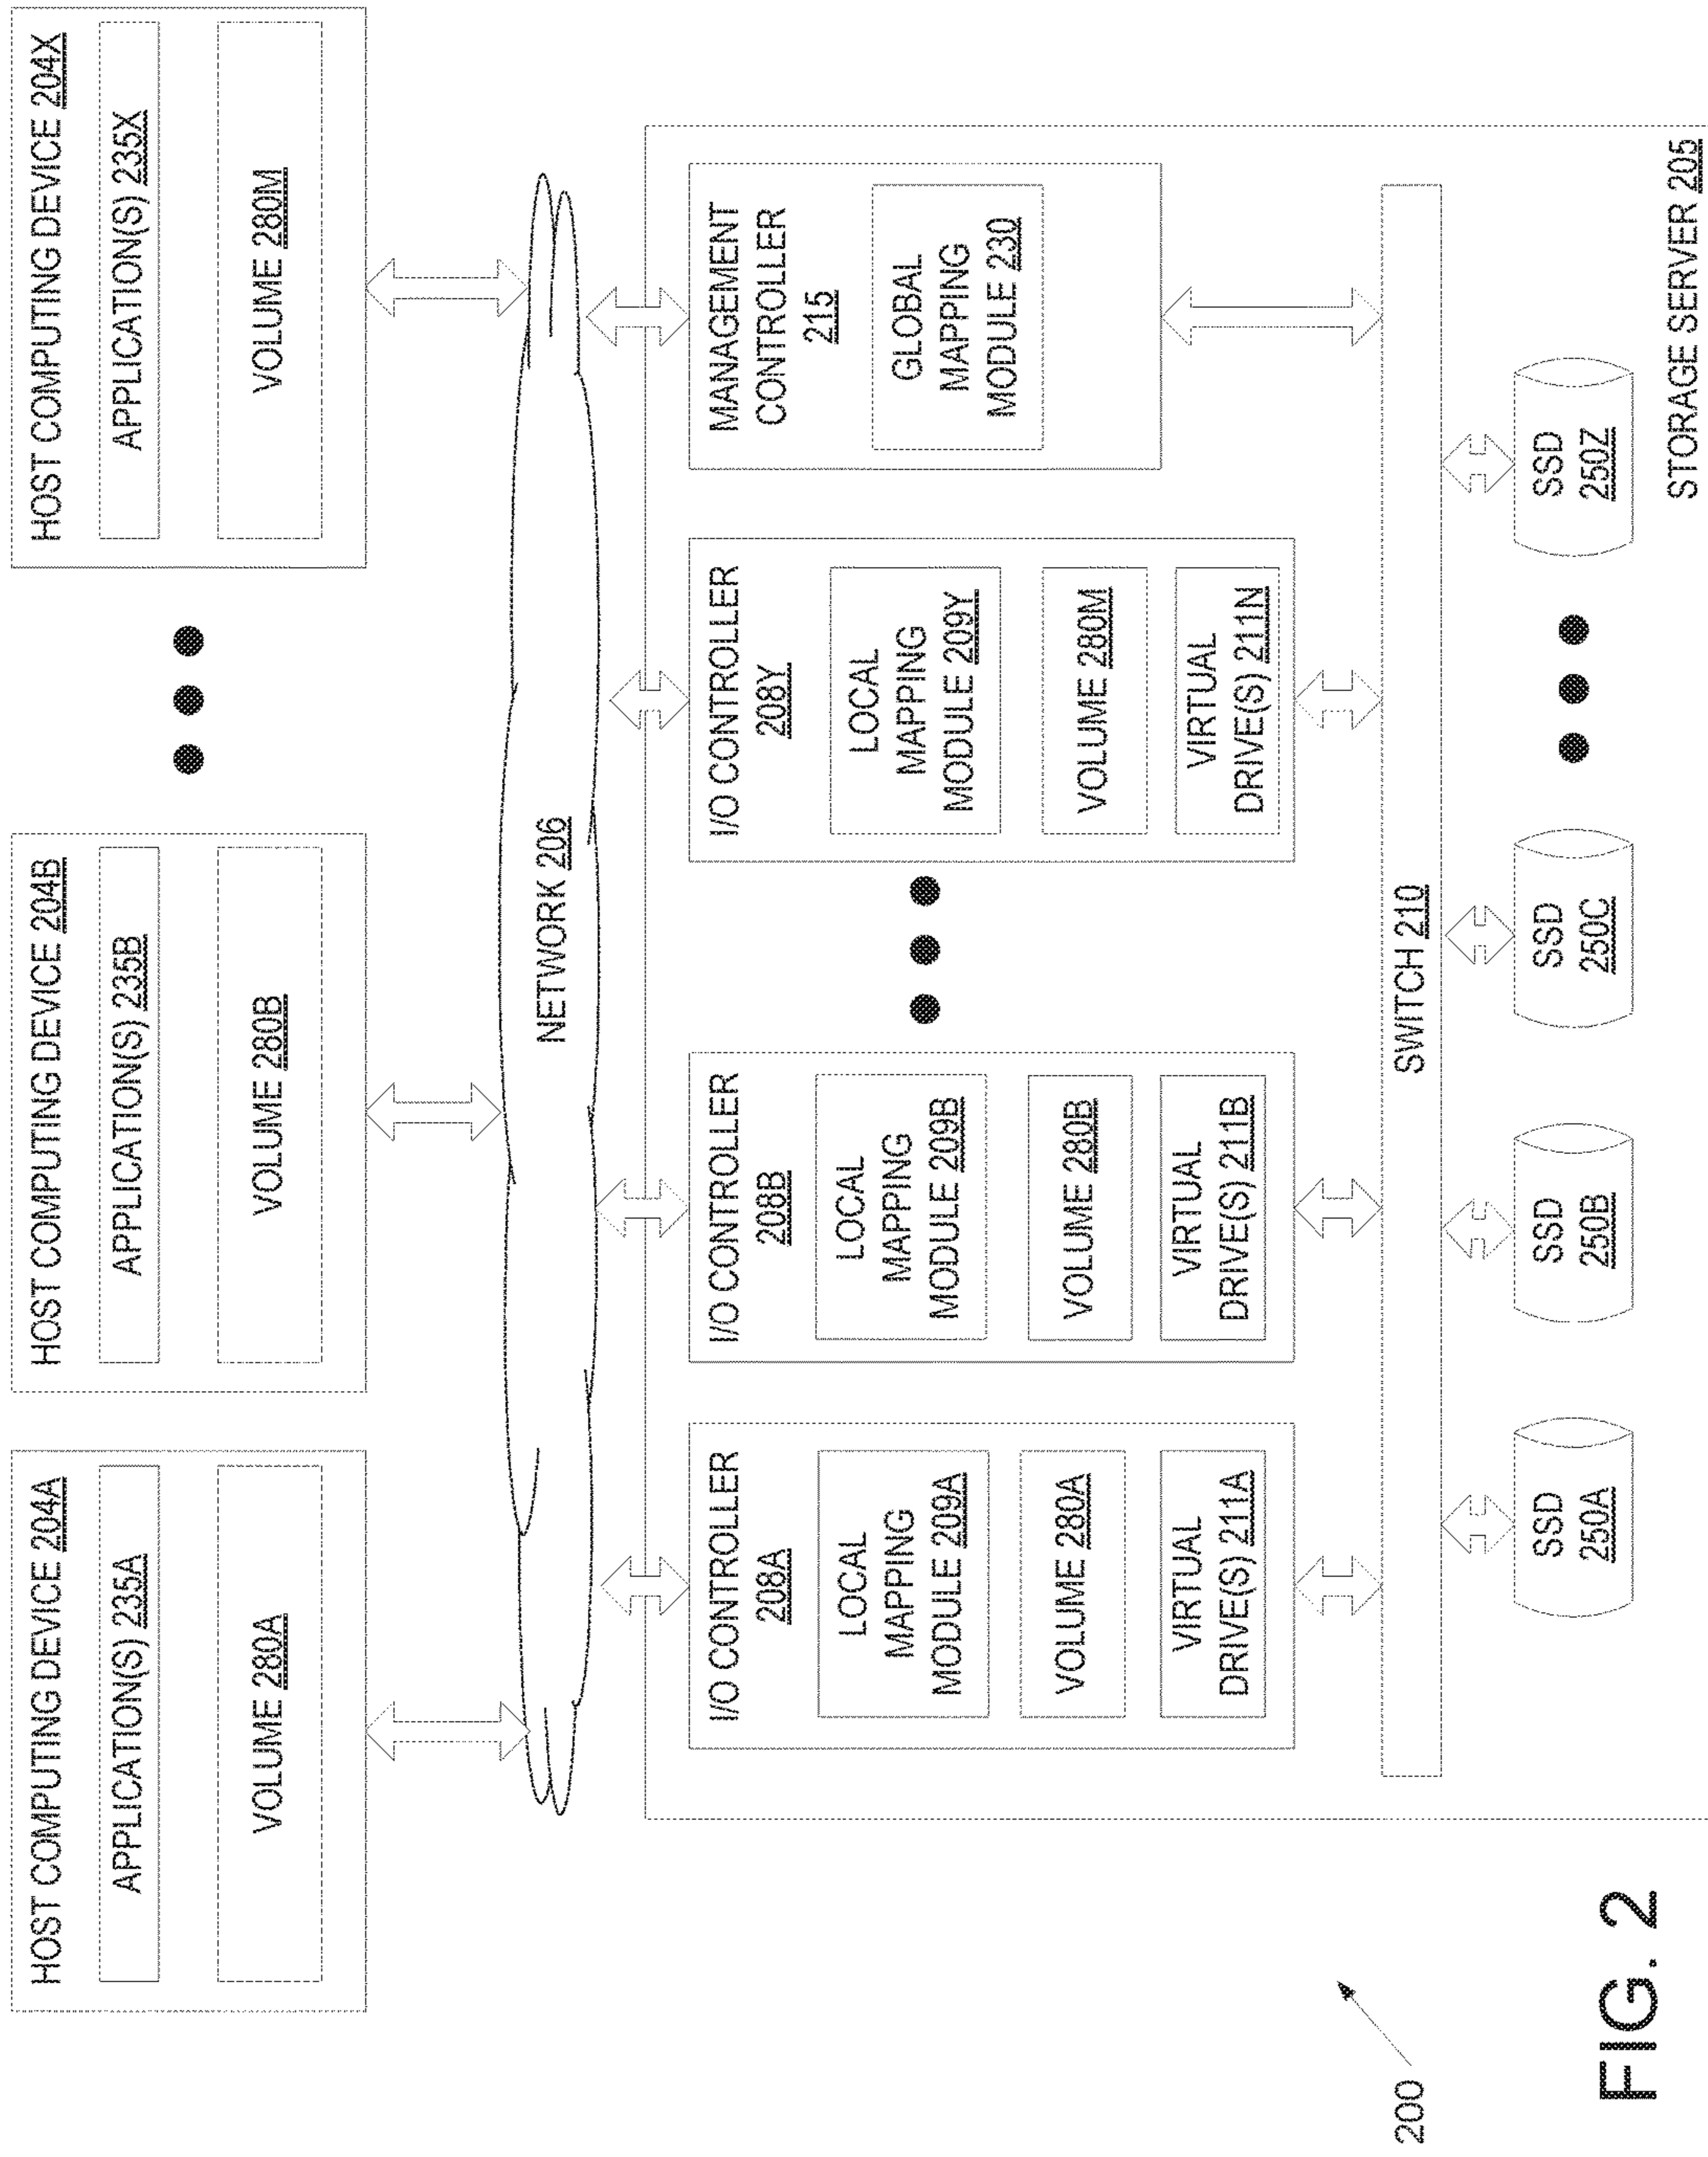 HOST COMPUTING DEVICE 204A
APPLICATION(S) 235A
VOLUME 280A
HOST COMPUTING DEVICE 204B
APPLICATION(S) 235B
VOLUME 280B
HOST COMPUTING DEVICE 204X
APPLICATION(S) 235X
VOLUME 280M
NETWORK 206
I/O CONTROLLER
208A
LOCAL
MAPPING
MODULE 209A
VOLUME 280A
VIRTUAL
DRIVE(S) 211A
I/O CONTROLLER
208B
LOCAL
MAPPING
MODULE 209B
VOLUME 280B
VIRTUAL
DRIVE(S) 211B
I/O CONTROLLER
208Y
LOCAL
MAPPING
MODULE 209Y
VOLUME 280M
VIRTUAL
DRIVE(S) 211N
MANAGEMENT
CONTROLLER
215
GLOBAL
MAPPING
MODULE 230
SWITCH 210
SSD
250A
SSD
250B
SSD
250C
SSD
250Z
STORAGE SERVER 205
200
FIG. 2